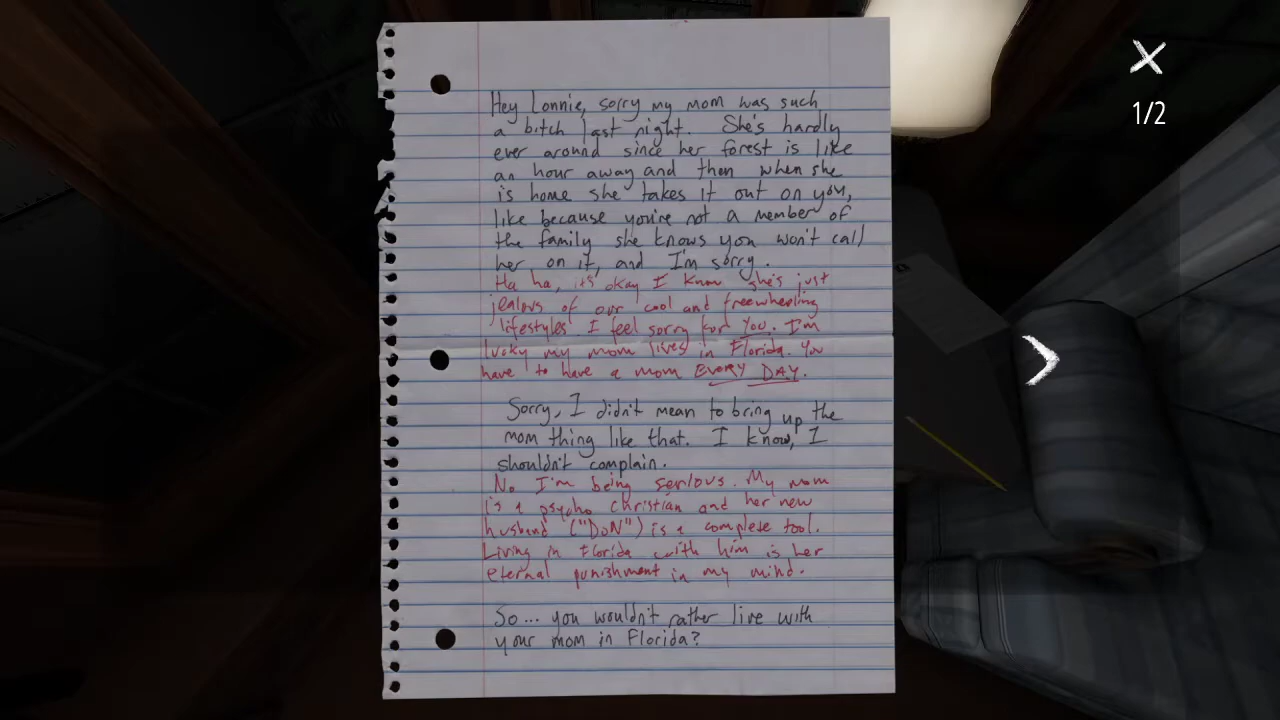 1/2
Hey Lonnie, sorry my mom was such
a bitch last night. She's hardly
ever around since her forest is like
an hour away and then when she
is home she takes it out on you,
like because you're not a member of
the family she knows you won't call
her on it, and I'm sorry.
Ha ha, it's okay I know she's just
jealous of our cool and freewheeling
lifestyles. I feel sorry for you. I'm
lucky my mom lives in Florida. You
have to have a mom EVERY DAY.
Sorry, I didn't mean to bring up the
mom thing like that. I know, I
shouldn't complain.
No I'm being serious. My mom
is a psycho christian and her new
husband ("DON") is a complete tool.
Living in Florida with him is her
eternal punishment in my mind.
So... you wouldn't rather live with
your mom in Florida?